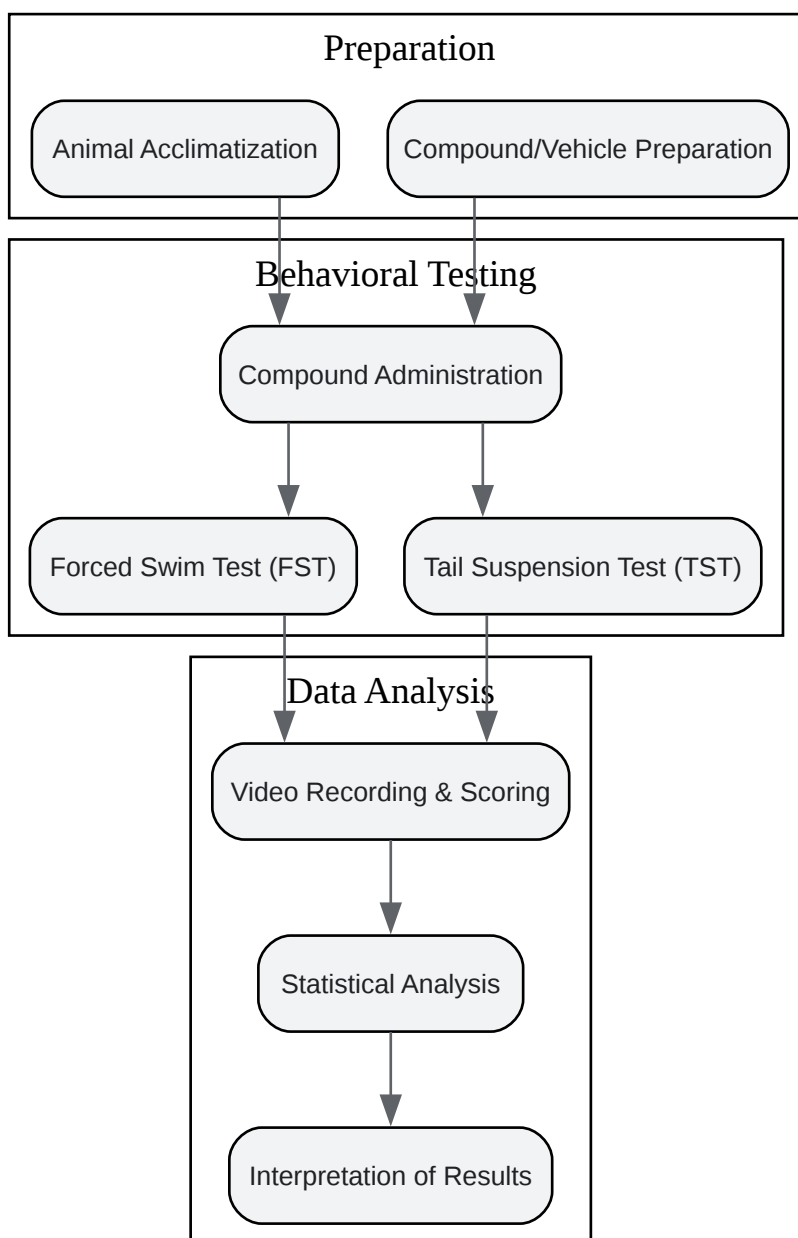 Preparation
Animal Acclimatization
Compound/Vehicle Preparation
Behavioral Testing
Compound Administration
Forced Swim Test (FST)
Tail Suspension Test (TST)
Data Analysis
Video Recording & Scoring
Statistical Analysis
Interpretation of Results